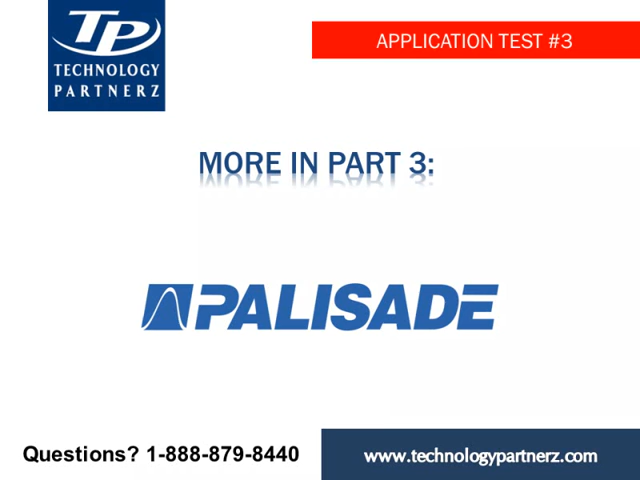 TP
TECHNOLOGY
PARTNERZ
APPLICATION TEST #3
MORE IN PART 3:
PALISADE
Questions? 1-888-879-8440
www.technologypartnerz.com